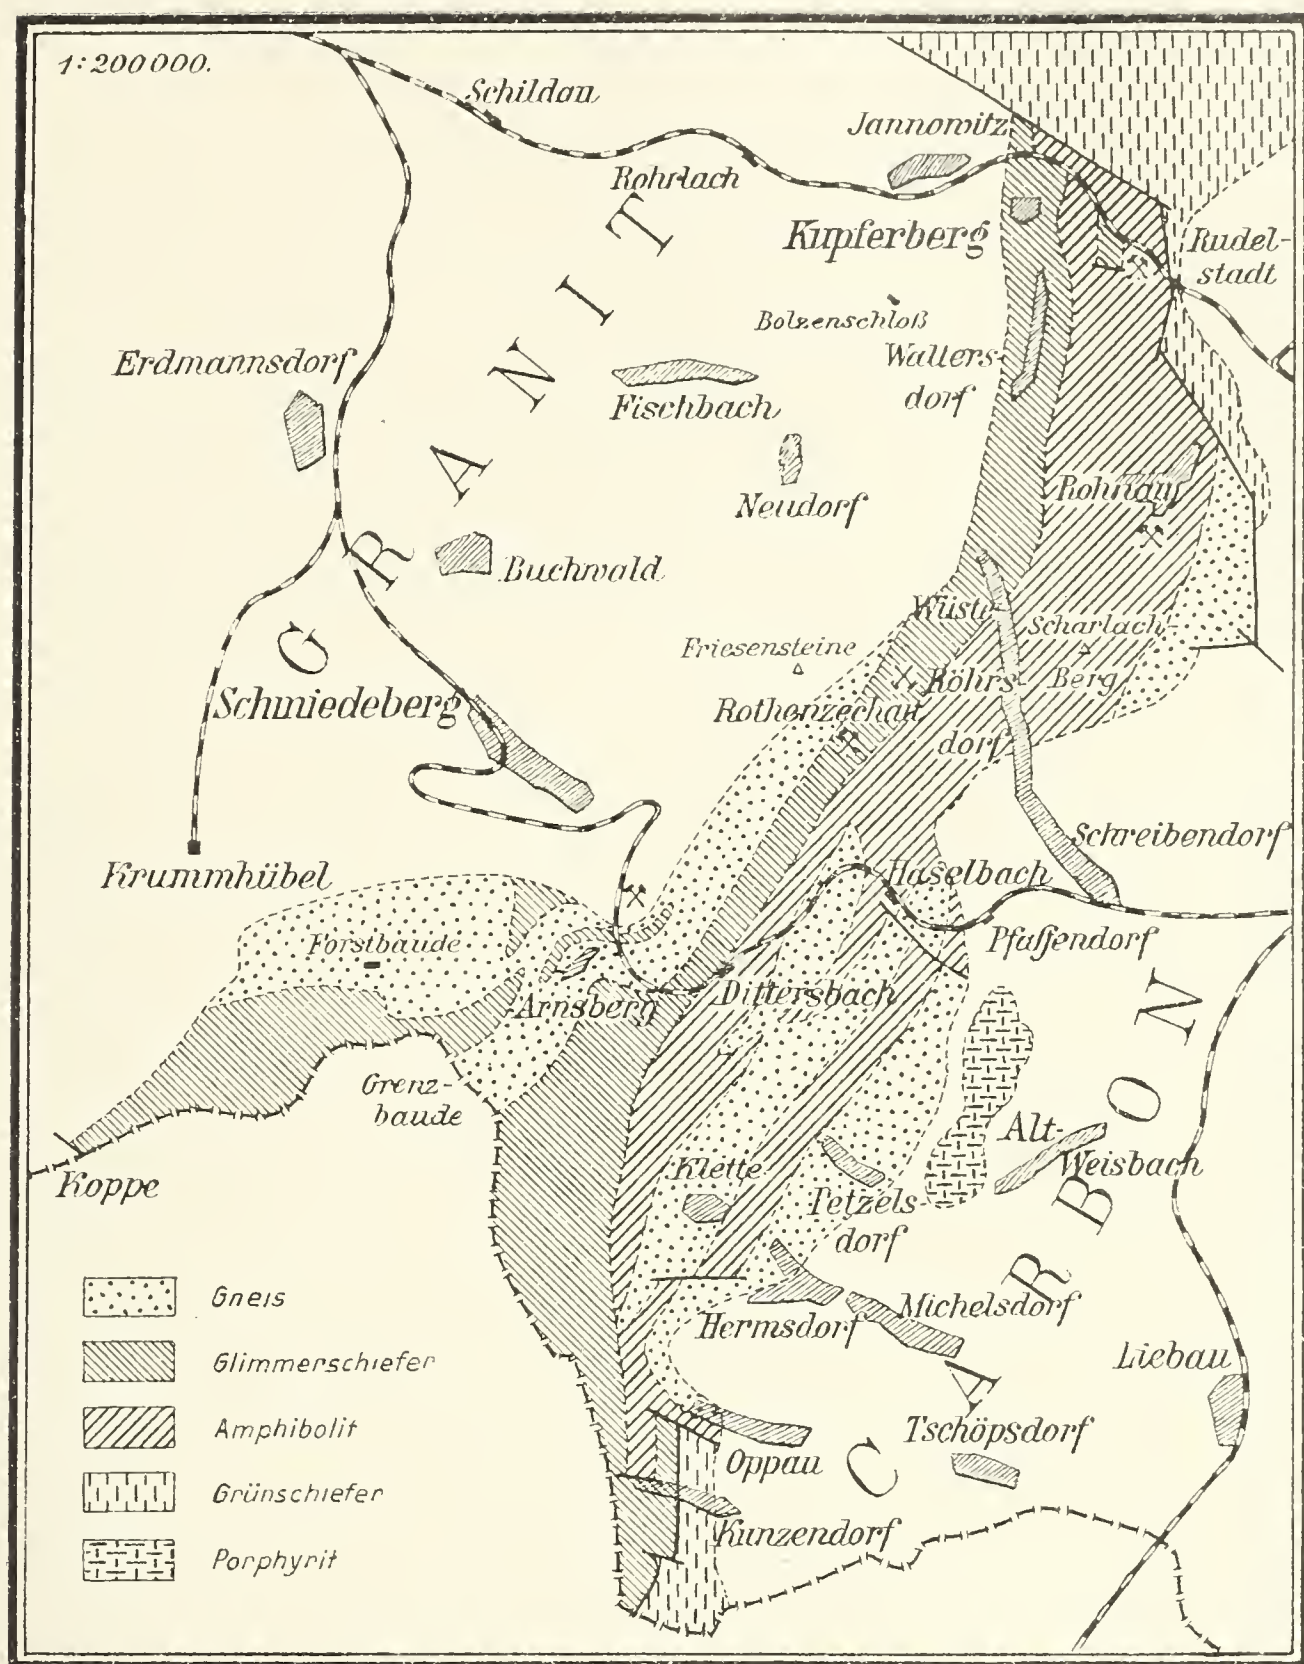 1:200000.
Schildau
Jannowitz
Rohrlach
Kupferberg
Rudel-
stadt
Bolzenschloß
Walters-
dorf
Erdmannsdorf
Fischbach
GRANIT
Neudorf
Rohnau
Buchwald
Wüste-
Röhrs-
dorf
Scharlach-
Berg
Friesensteine
Rothenzechau
Schmiedeberg
Schreibendorf
Krummhübel
Haselbach
Forstbaude
Pfaffendorf
Arnsberg
Dittersbach
Grenz-
baude
Alt-
Weisbach
Koppe
Klette
Tetzels-
dorf
CARBON
Hermsdorf
Michelsdorf
Liebau
Tschöpsdorf
Oppau
Kunzendorf
Gneis
Glimmerschiefer
Amphibolit
Grünschiefer
Porphyrit